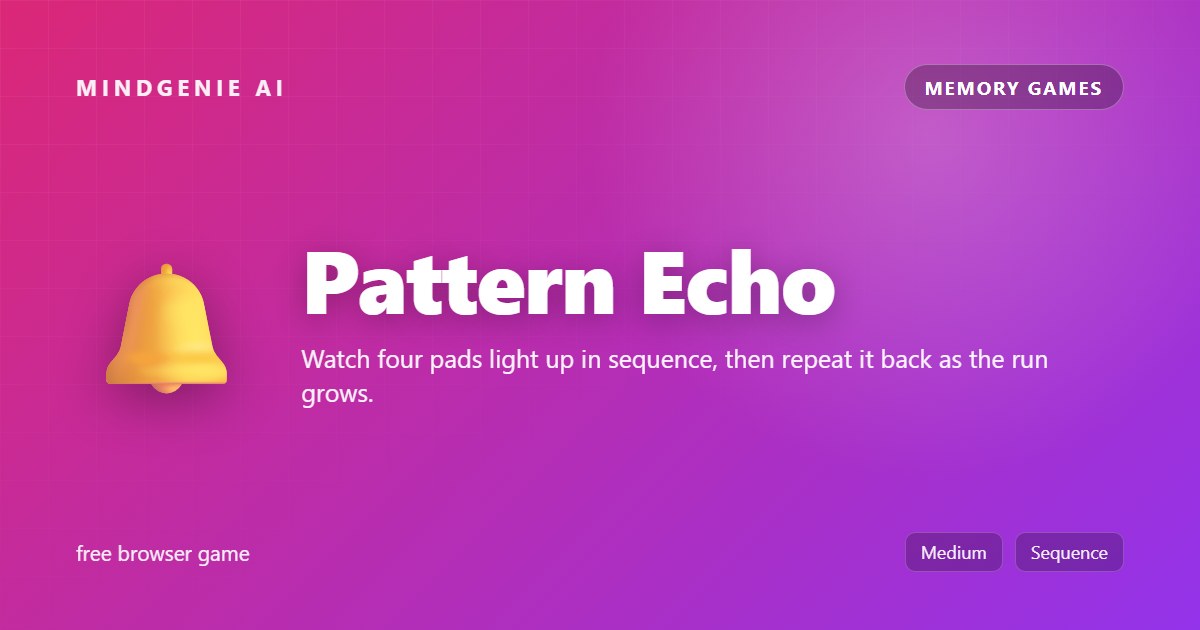 MINDGENIE AI
MEMORY GAMES
Pattern Echo
Watch four pads light up in sequence, then repeat it back as the run
grows.
free browser game
Medium
Sequence